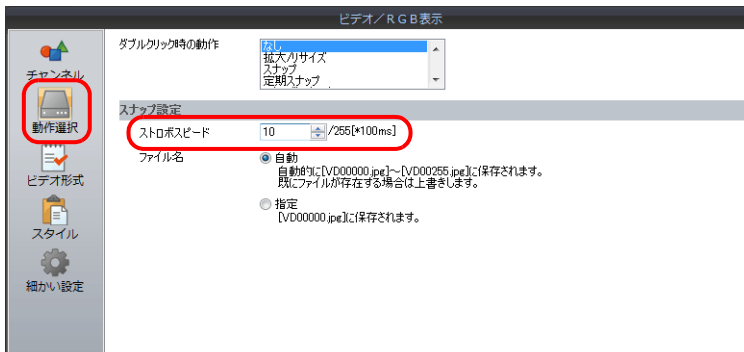 ビデオ/RGB表示
チャンネル
動作選択
ビデオ形式
スタイル
細かい設定
ダブルクリック時の動作
なし
拡大/リサイズ
スナップ
定期スナップ
スナップ設定
ストロボスピード
10
/255[*100ms]
ファイル名
自動
自動的に[VD00000.jpg]~[VD00255.jpg]に保存されます。
既にファイルが存在する場合は上書きします。
指定
[VD00000.jpg]に保存されます。